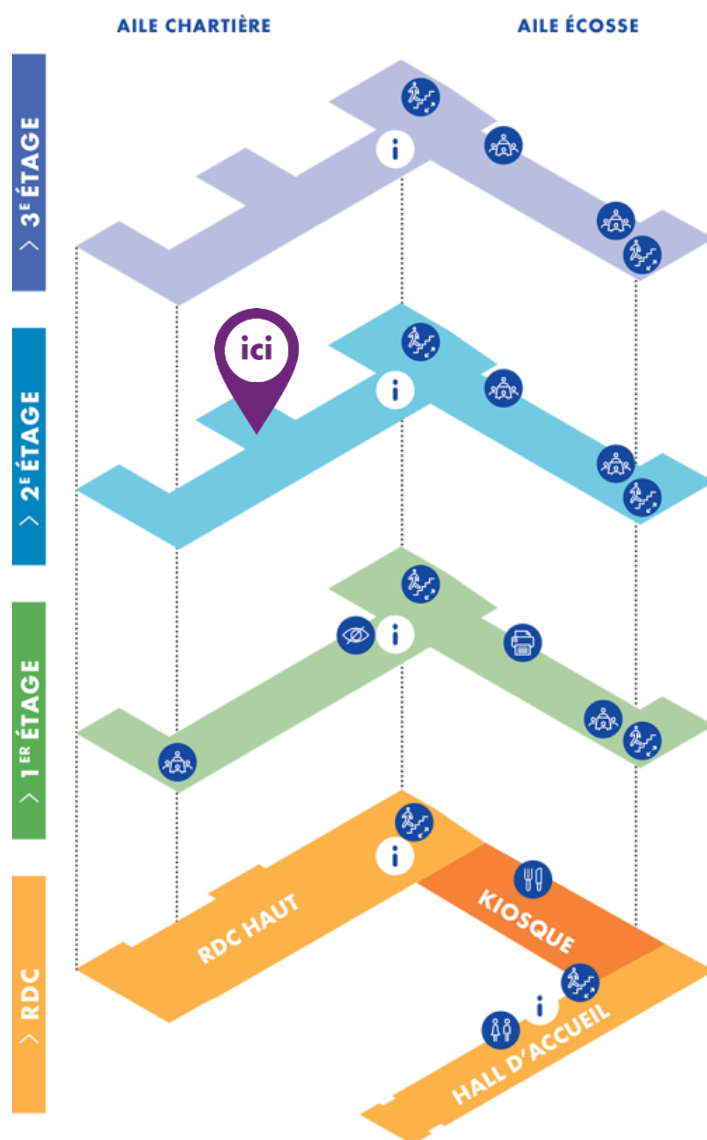 AILE CHARTIÈRE
AILE ÉCOSSE
> 3E ÉTAGE
i
ici
> 2E ÉTAGE
i
> 1ER ÉTAGE
i
> RDC
i
RDC HAUT
KIOSQUE
i
HALL D'ACCUEIL